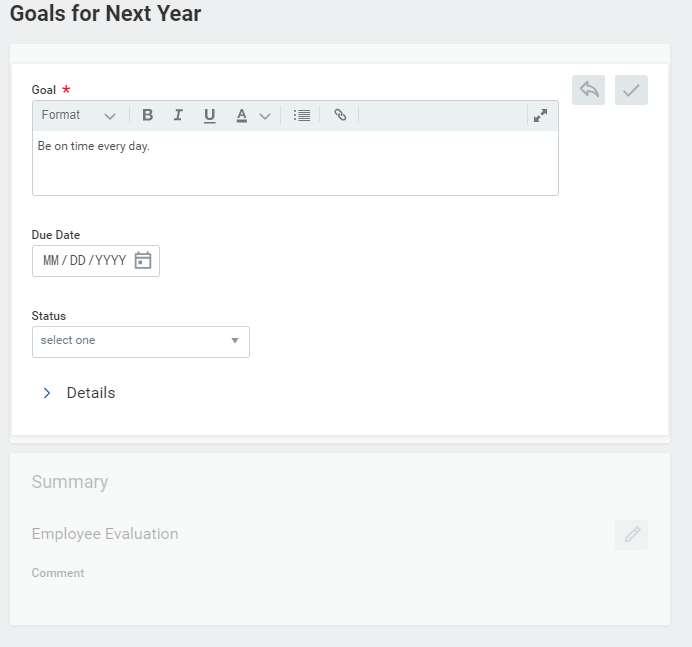 Goals for Next Year
Goal *
Format B I U A
Be on time every day.
Due Date
MM / DD / YYYY
Status
select one
Details
Summary
Employee Evaluation
Comment